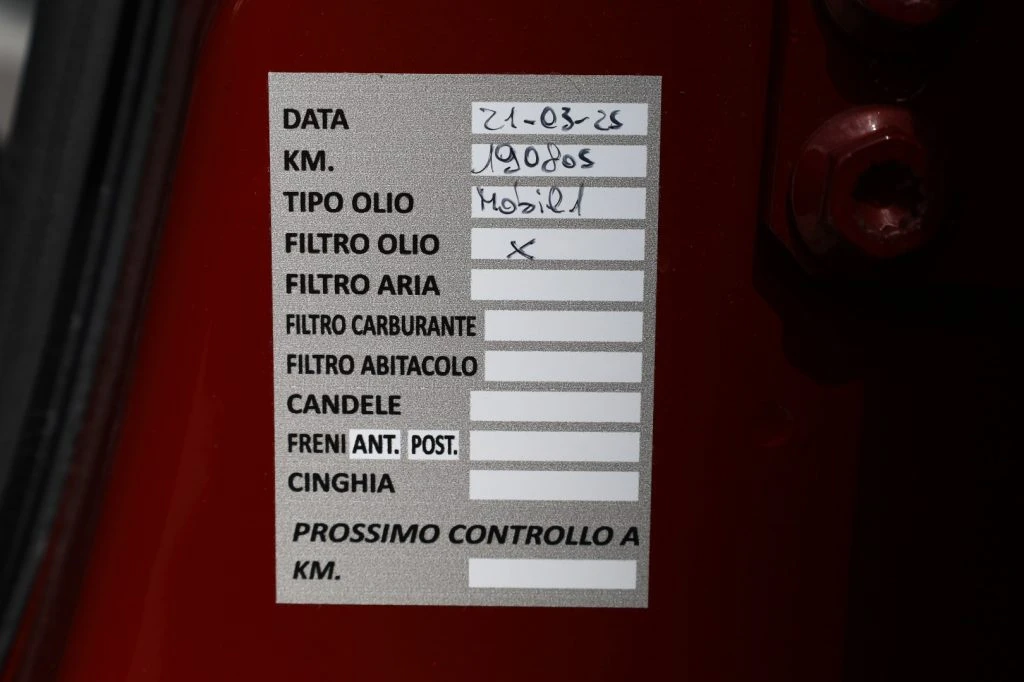 DATA 21-03-25
KM. 190805
TIPO OLIO Mobil 1
FILTRO OLIO X
FILTRO ARIA
FILTRO CARBURANTE
FILTRO ABITACOLO
CANDELE
FRENI ANT. POST.
CINGHIA
PROSSIMO CONTROLLO A
KM.